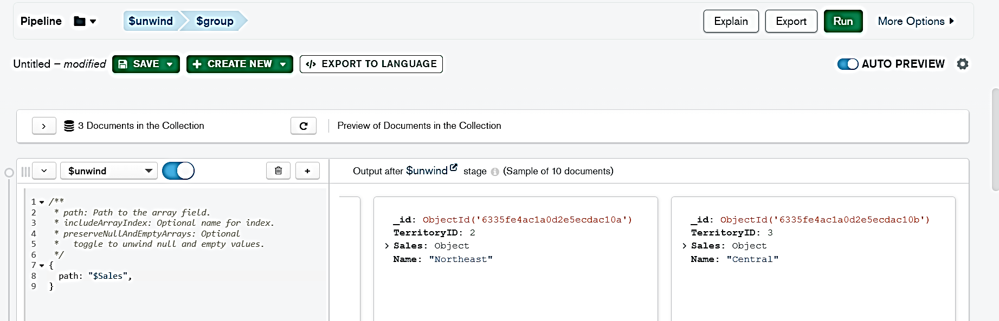 Pipeline $unwind $group Explain Export Run More Options
Untitled – modified SAVE CREATE NEW </> EXPORT TO LANGUAGE AUTO PREVIEW
3 Documents in the Collection Preview of Documents in the Collection
$unwind + Output after $unwind stage (Sample of 10 documents)
1 /**
2 * path: Path to the array field.
3 * includeArrayIndex: Optional name for index.
4 * preserveNullAndEmptyArrays: Optional
5 * toggle to unwind null and empty values.
6 */
7 {
8 path: "$Sales",
9 }
_id: ObjectId('6335fe4ac1a0d2e5ecdac10a')
TerritoryID: 2
Sales: Object
Name: "Northeast"
_id: ObjectId('6335fe4ac1a0d2e5ecdac10b')
TerritoryID: 3
Sales: Object
Name: "Central"